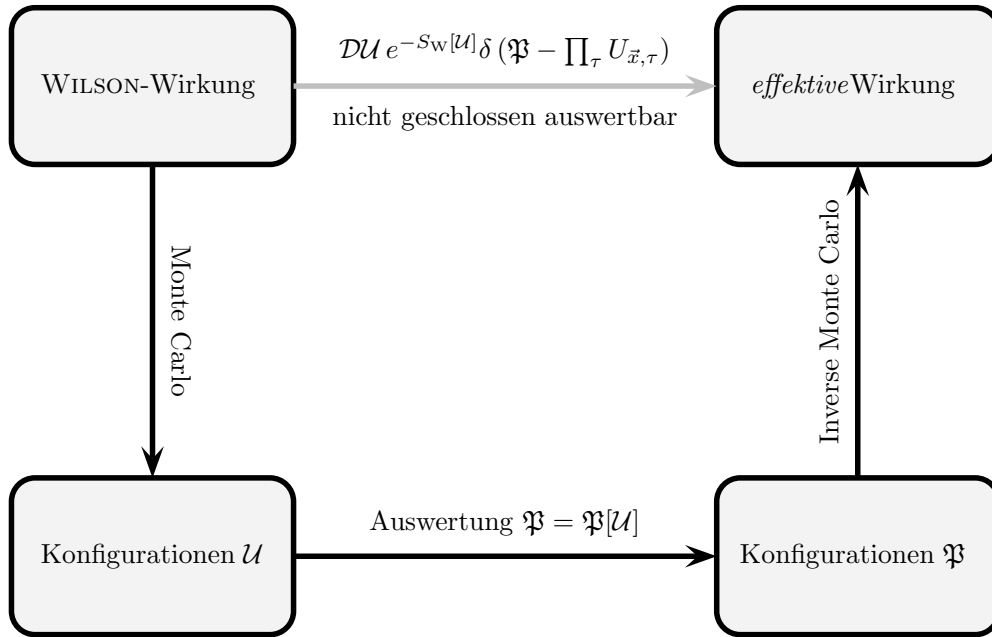 𝒟𝒰 e^{−S_W[𝒰]} δ (𝔓 − ∏_τ U_{x⃗,τ})
WILSON-Wirkung
effektiveWirkung
nicht geschlossen auswertbar
Monte Carlo
Inverse Monte Carlo
Auswertung 𝔓 = 𝔓[𝒰]
Konfigurationen 𝒰
Konfigurationen 𝔓